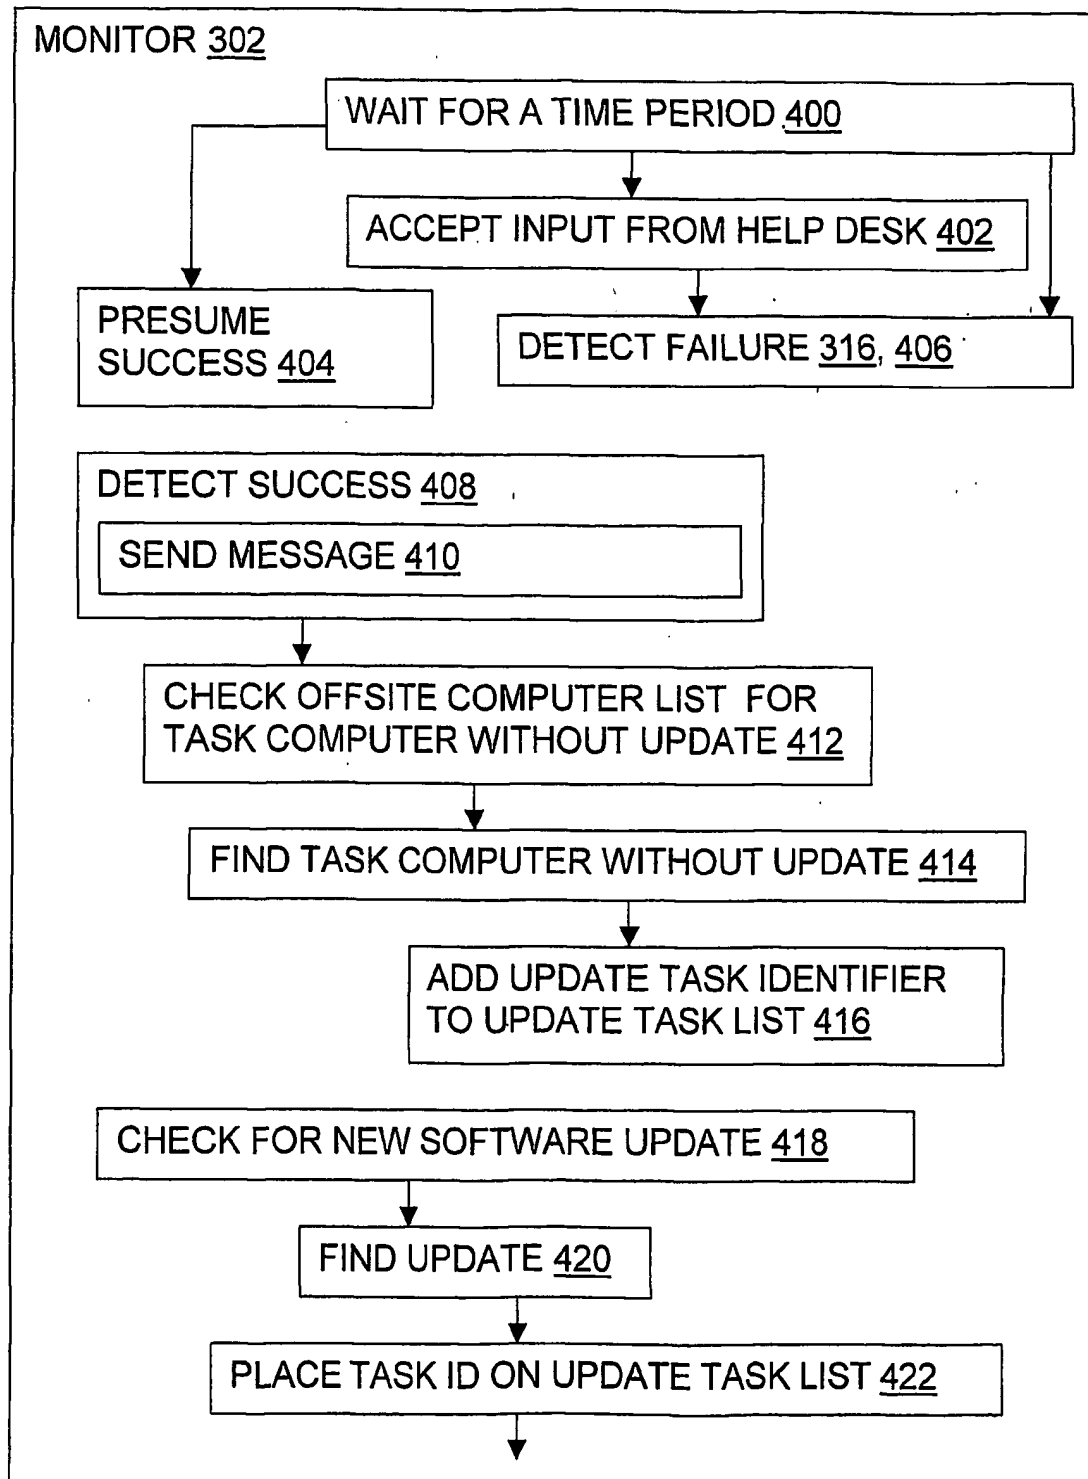 MONITOR 302
WAIT FOR A TIME PERIOD 400
ACCEPT INPUT FROM HELP DESK 402
PRESUME
SUCCESS 404
DETECT FAILURE 316, 406
DETECT SUCCESS 408
SEND MESSAGE 410
CHECK OFFSITE COMPUTER LIST FOR
TASK COMPUTER WITHOUT UPDATE 412
FIND TASK COMPUTER WITHOUT UPDATE 414
ADD UPDATE TASK IDENTIFIER
TO UPDATE TASK LIST 416
CHECK FOR NEW SOFTWARE UPDATE 418
FIND UPDATE 420
PLACE TASK ID ON UPDATE TASK LIST 422